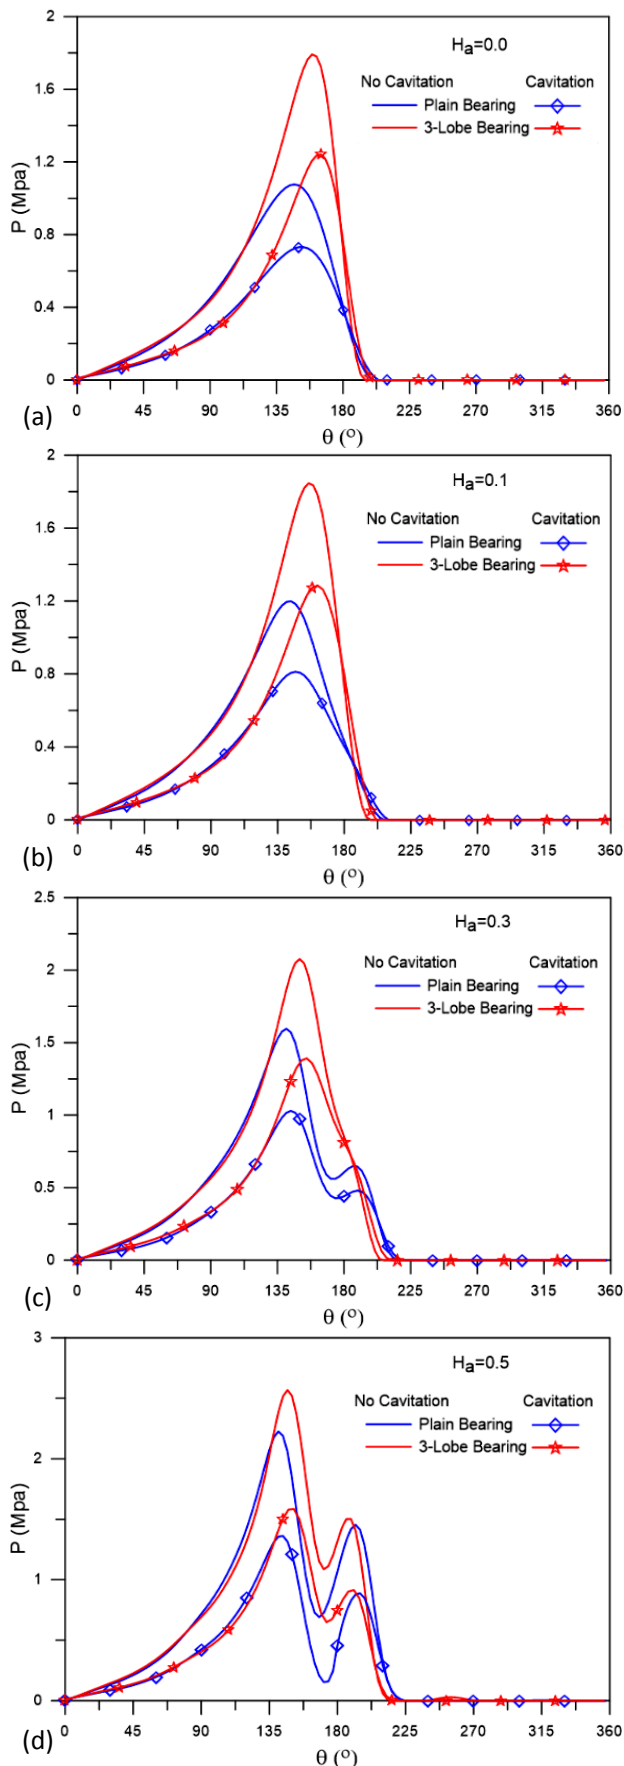 2
Hₐ=0.0
No Cavitation Cavitation
1.6
Plain Bearing
3-Lobe Bearing
1.2
P (Mpa)
0.8
0.4
0
0 45 90 135 180 225 270 315 360
(a)
θ (°)
2
Hₐ=0.1
No Cavitation Cavitation
1.6
Plain Bearing
3-Lobe Bearing
1.2
P (Mpa)
0.8
0.4
0
0 45 90 135 180 225 270 315 360
(b)
θ (°)
2.5
Hₐ=0.3
No Cavitation Cavitation
2
Plain Bearing
3-Lobe Bearing
1.5
P (Mpa)
1
0.5
0
0 45 90 135 180 225 270 315 360
(c)
θ (°)
3
Hₐ=0.5
No Cavitation Cavitation
Plain Bearing
3-Lobe Bearing
2
P (Mpa)
1
0
0 45 90 135 180 225 270 315 360
(d)
θ (°)